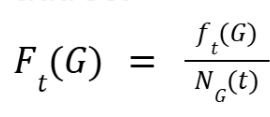 F_t(G) = f_t(G) / N_G(t)